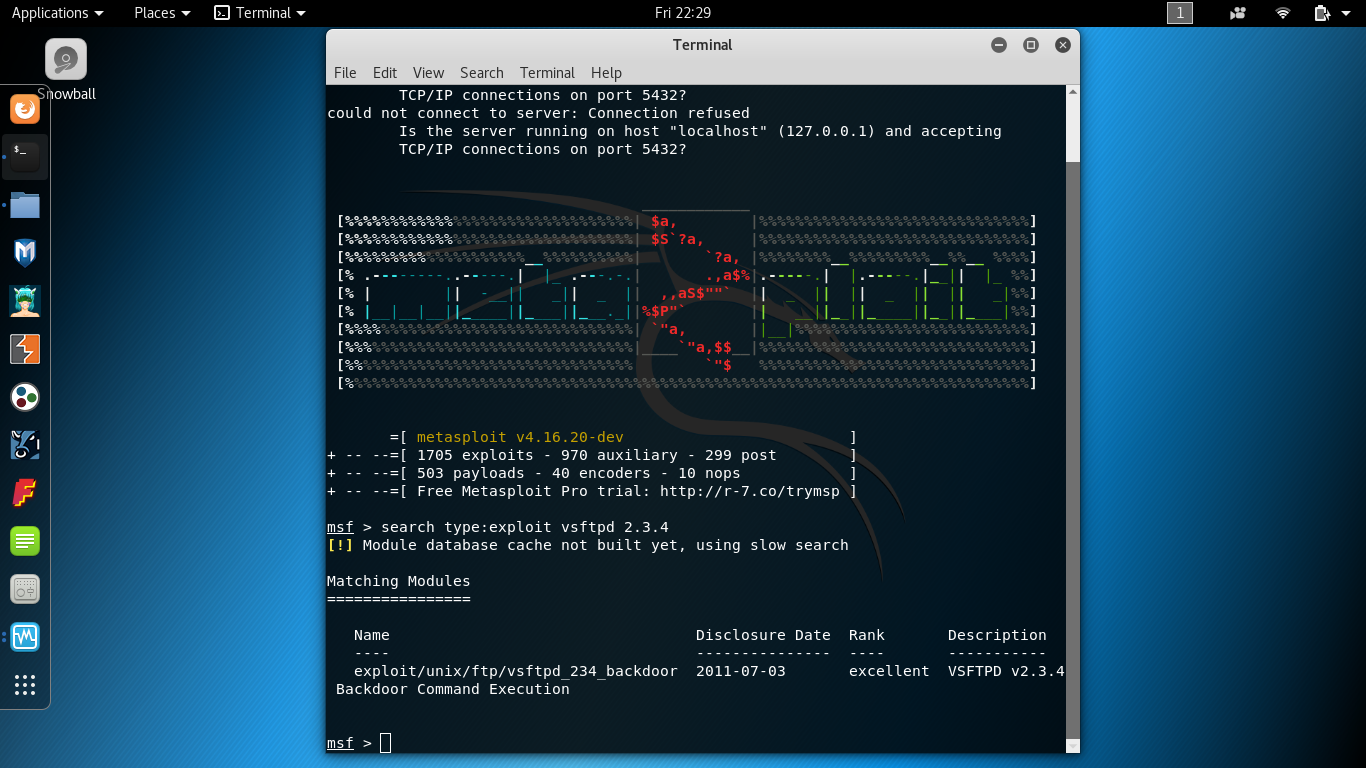 Applications Places Terminal Fri 22:29 1
Snowball
Terminal
File Edit View Search Terminal Help
        TCP/IP connections on port 5432?
could not connect to server: Connection refused
        Is the server running on host "localhost" (127.0.0.1) and accepting
        TCP/IP connections on port 5432?
metasploit
       =[ metasploit v4.16.20-dev                         ]
+ -- --=[ 1705 exploits - 970 auxiliary - 299 post        ]
+ -- --=[ 503 payloads - 40 encoders - 10 nops            ]
+ -- --=[ Free Metasploit Pro trial: http://r-7.co/trymsp ]
msf > search type:exploit vsftpd 2.3.4
[!] Module database cache not built yet, using slow search
Matching Modules
================
   Name                                  Disclosure Date  Rank       Description
   ----                                  ---------------  ----       -----------
   exploit/unix/ftp/vsftpd_234_backdoor  2011-07-03       excellent  VSFTPD v2.3.4
 Backdoor Command Execution
msf >